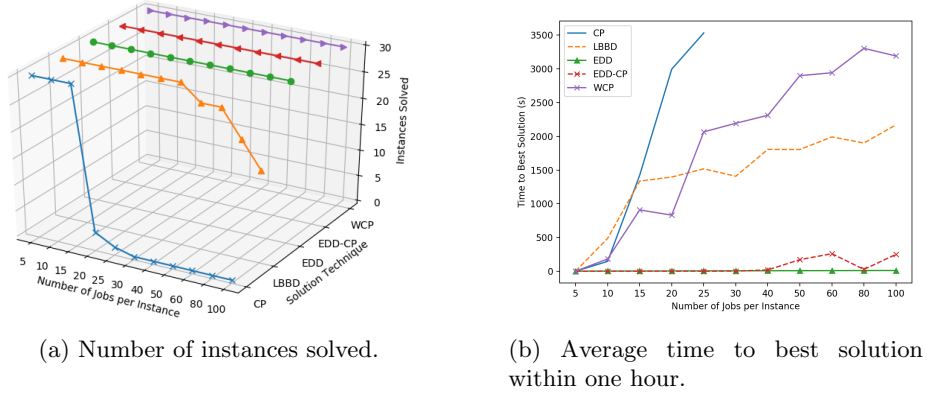 30
25
20
15
10
5
0
Instances Solved
WCP
EDD-CP
EDD
LBBD
CP
Solution Technique
5
10
15
20
25
30
40
50
60
80
100
Number of Jobs per Instance
(a) Number of instances solved.
CP
LBBD
EDD
EDD-CP
WCP
3500
3000
2500
2000
1500
1000
500
0
Time to Best Solution (s)
5 10 15 20 25 30 40 50 60 80 100
Number of Jobs per Instance
(b) Average time to best solution
within one hour.